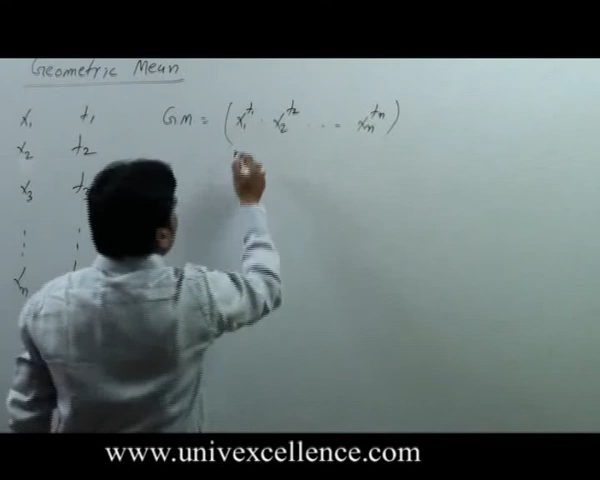 Geometric Mean
x₁ f₁ GM = (x₁^f₁ · x₂^f₂ · · – xₙ^fₙ)
x₂ f₂
x₃
⋮ ⋮
xₙ
www.univexcellence.com